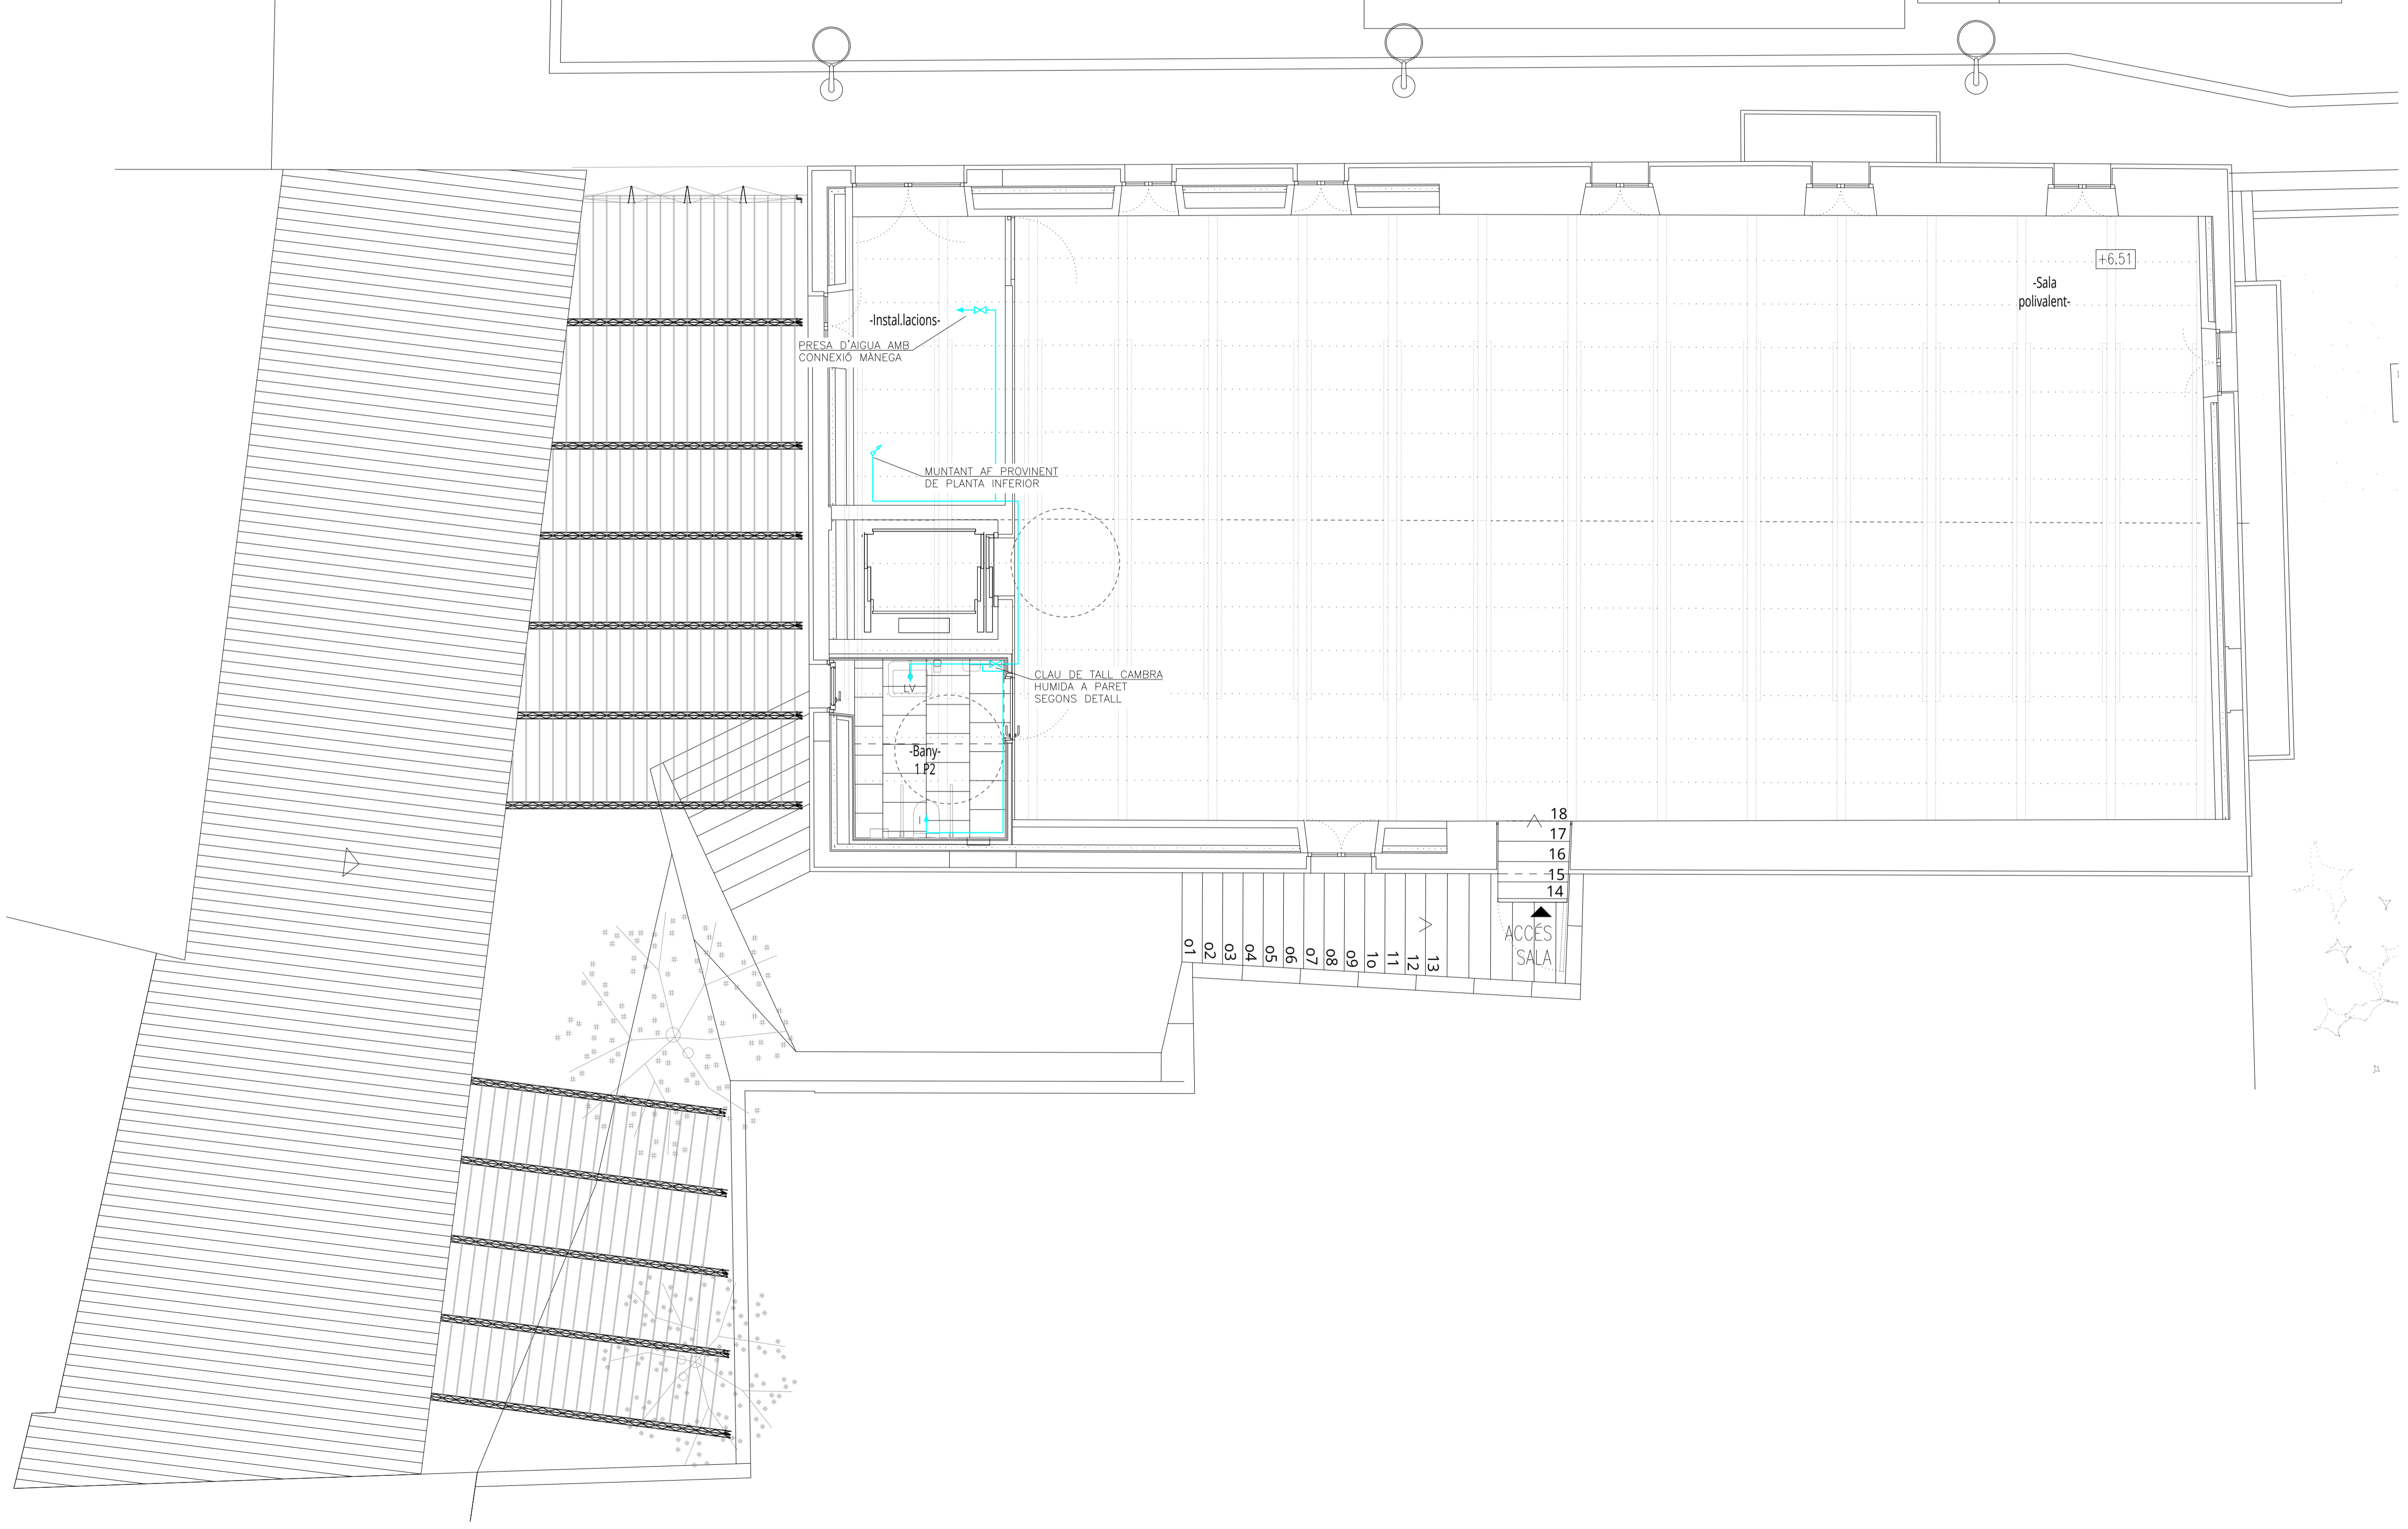 +6.51
-Sala
polivalent-
-Instal.lacions-
PRESA D'AIGUA AMB
CONNEXIÓ MÀNEGA
MUNTANT AF PROVINENT
DE PLANTA INFERIOR
CLAU DE TALL CAMBRA
HUMIDA A PARET
SEGONS DETALL
LV
-Bany-
1 P2
I
18
17
16
15
14
ACCÉS
SALA
01
02
03
04
05
06
07
08
09
10
11
12
13